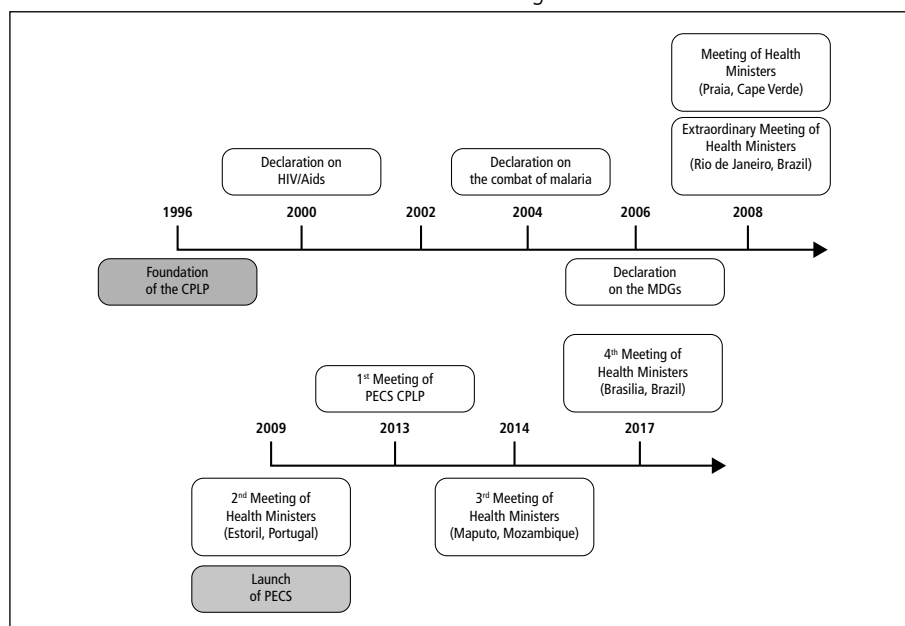 Meeting of Health
Ministers
(Praia, Cape Verde)
Extraordinary Meeting of
Health Ministers
(Rio de Janeiro, Brazil)
Declaration on
HIV/Aids
Declaration on
the combat of malaria
1996
2000
2002
2004
2006
2008
Foundation
of the CPLP
Declaration
on the MDGs
4th Meeting of
Health Ministers
(Brasilia, Brazil)
1st Meeting of
PECS CPLP
2009
2013
2014
2017
2nd Meeting of
Health Ministers
(Estoril, Portugal)
3rd Meeting of
Health Ministers
(Maputo, Mozambique)
Launch
of PECS